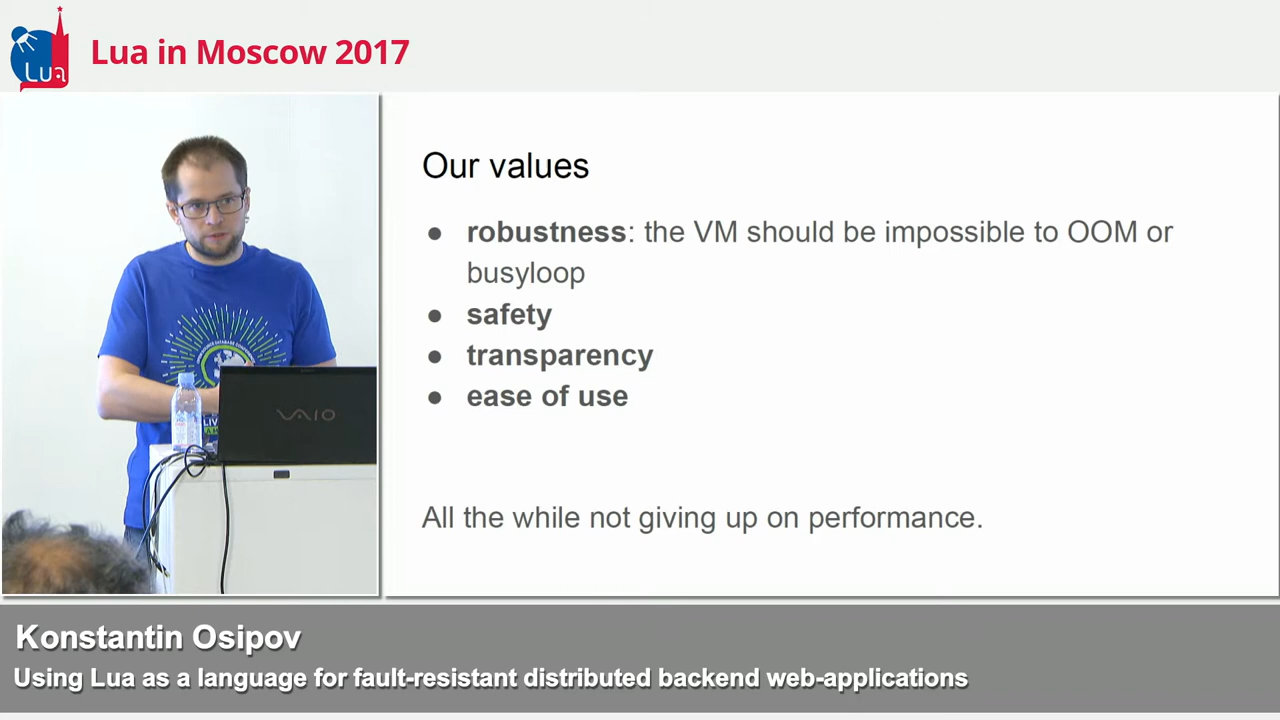 Lua
Lua in Moscow 2017
Our values
● robustness: the VM should be impossible to OOM or
busyloop
● safety
● transparency
● ease of use
All the while not giving up on performance.
VAIO
LIV
Konstantin Osipov
Using Lua as a language for fault-resistant distributed backend web-applications